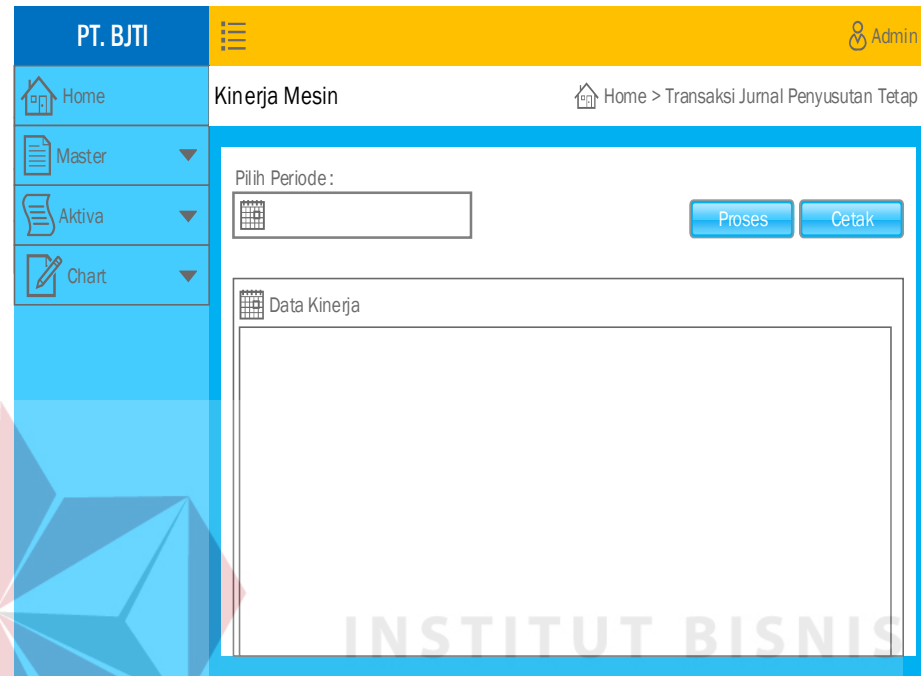 PT. BJTI
Admin
Home
Master
Aktiva
Chart
Kinerja Mesin
Home > Transaksi Jurnal Penyusutan Tetap
Pilih Periode :
Proses
Cetak
Data Kinerja
INSTITUT BISNIS